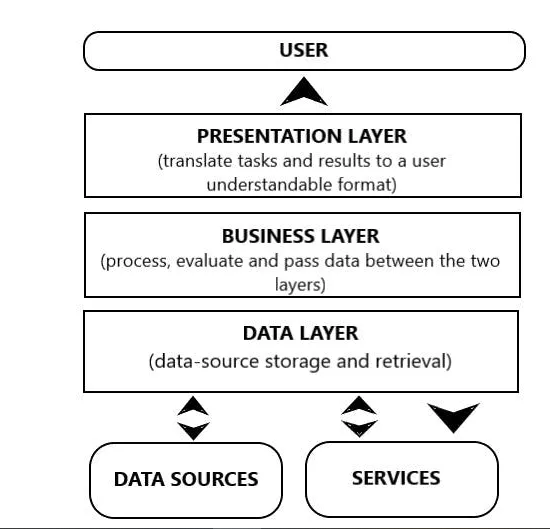 USER
PRESENTATION LAYER
(translate tasks and results to a user
understandable format)
BUSINESS LAYER
(process, evaluate and pass data between the two
layers)
DATA LAYER
(data-source storage and retrieval)
DATA SOURCES
SERVICES